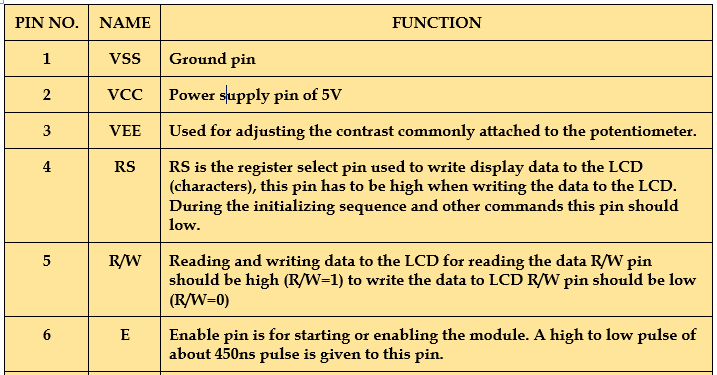 PIN NO. NAME FUNCTION
1 VSS Ground pin
2 VCC Power supply pin of 5V
3 VEE Used for adjusting the contrast commonly attached to the potentiometer.
4 RS RS is the register select pin used to write display data to the LCD
(characters), this pin has to be high when writing the data to the LCD.
During the initializing sequence and other commands this pin should
low.
5 R/W Reading and writing data to the LCD for reading the data R/W pin
should be high (R/W=1) to write the data to LCD R/W pin should be low
(R/W=0)
6 E Enable pin is for starting or enabling the module. A high to low pulse of
about 450ns pulse is given to this pin.